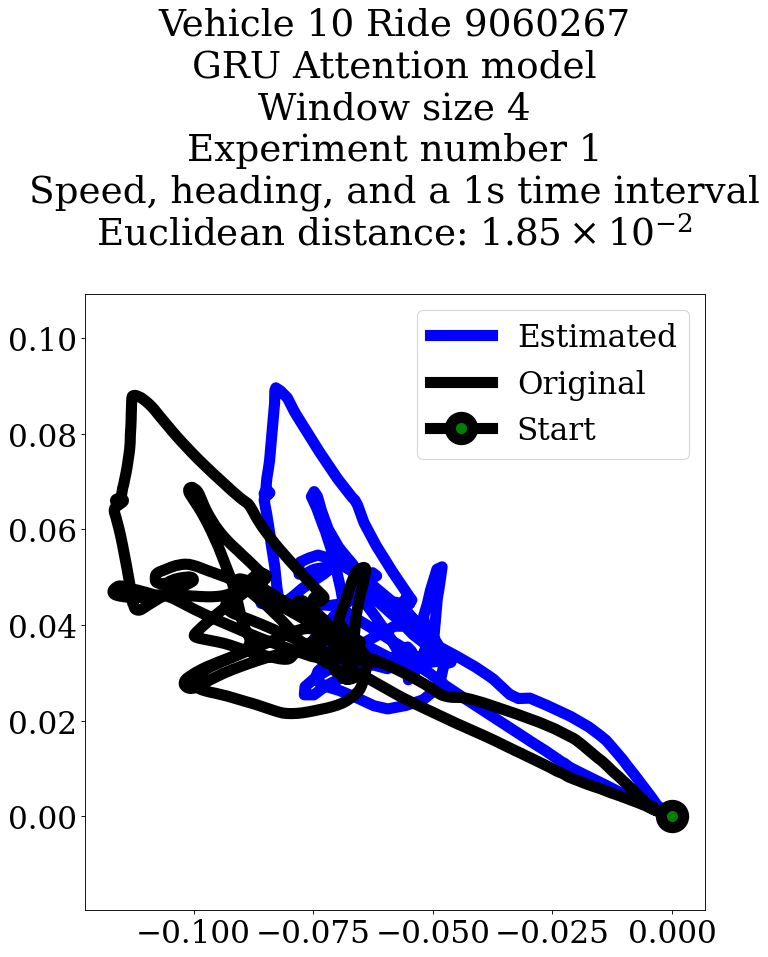 Vehicle 10 Ride 9060267
GRU Attention model
Window size 4
Experiment number 1
Speed, heading, and a 1s time interval
Euclidean distance: 1.85 × 10⁻²
Estimated
Original
Start
0.10
0.08
0.06
0.04
0.02
0.00
−0.100 −0.075 −0.050 −0.025 0.000